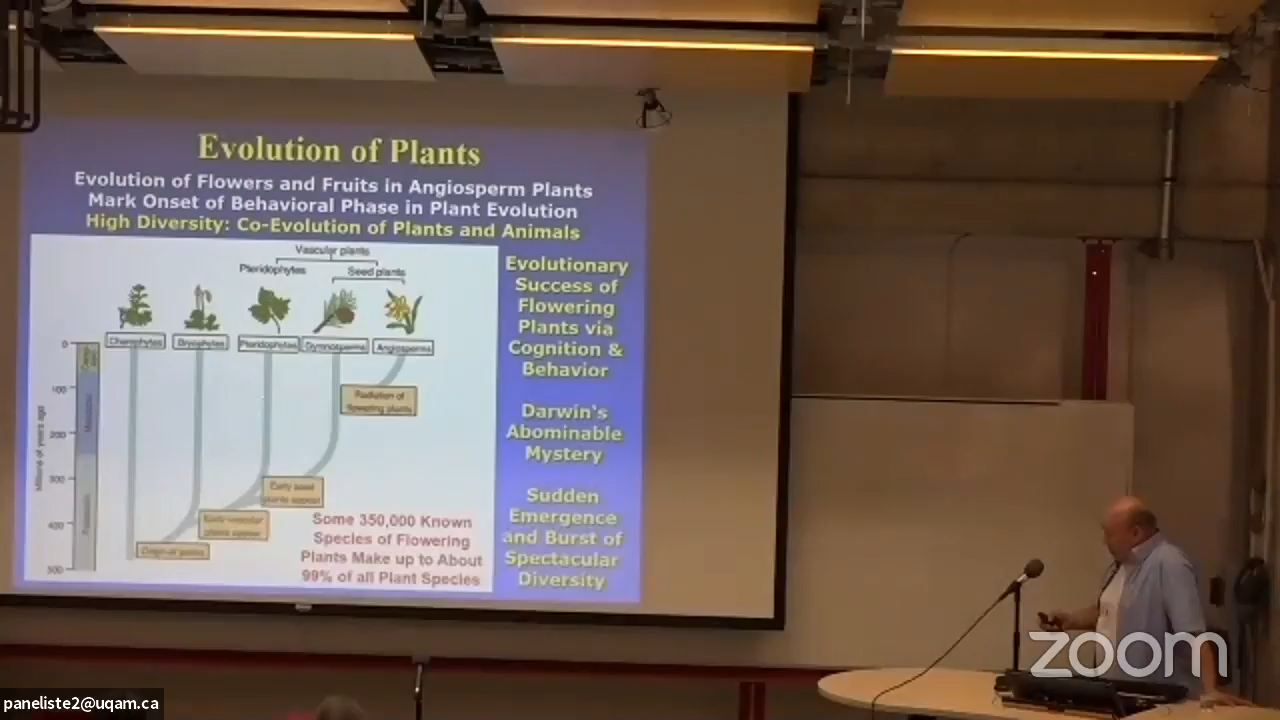 Evolution of Plants
Evolution of Flowers and Fruits in Angiosperm Plants
Mark Onset of Behavioral Phase in Plant Evolution
High Diversity: Co-Evolution of Plants and Animals
Vascular plants
Pteridophytes
Seed plants
Charophytes
Bryophytes
Pteridophytes
Gymnosperms
Angiosperms
0
100
200
300
400
500
Millions of years ago
Radiation of
flowering plants
Early seed
plants appear
Early vascular
plants appear
Origin of plants
Some 350,000 Known
Species of Flowering
Plants Make up to About
99% of all Plant Species
Evolutionary
Success of
Flowering
Plants via
Cognition &
Behavior
Darwin's
Abominable
Mystery
Sudden
Emergence
and Burst of
Spectacular
Diversity
zoom
paneliste2@uqam.ca